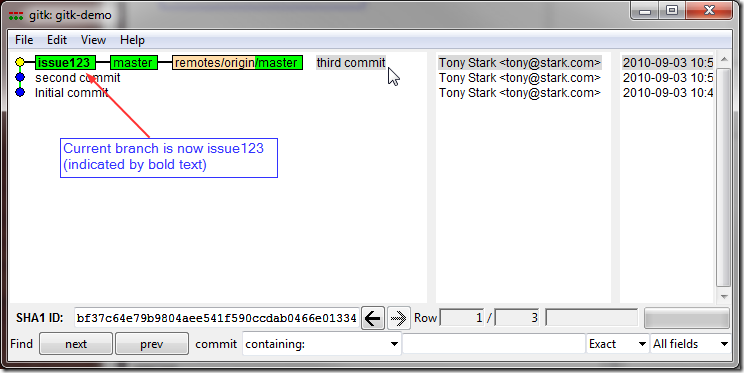 gitk: gitk-demo
File Edit View Help
issue123 master remotes/origin/master third commit Tony Stark <tony@stark.com> 2010-09-03 10:5
second commit Tony Stark <tony@stark.com> 2010-09-03 10:5
Initial commit Tony Stark <tony@stark.com> 2010-09-03 10:4
Current branch is now issue123
(indicated by bold text)
SHA1 ID: bf37c64e79b9804aee541f590ccdab0466e01334 Row 1 / 3
Find next prev commit containing: Exact All fields